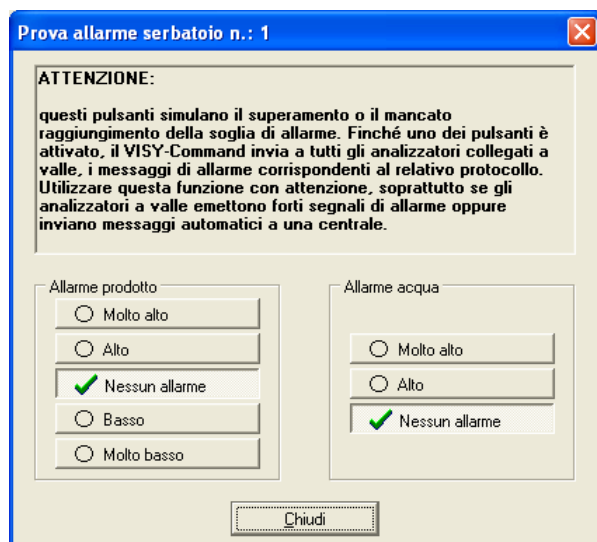 Prova allarme serbatoio n.: 1
ATTENZIONE:
questi pulsanti simulano il superamento o il mancato
raggiungimento della soglia di allarme. Finché uno dei pulsanti è
attivato, il VISY-Command invia a tutti gli analizzatori collegati a
valle, i messaggi di allarme corrispondenti al relativo protocollo.
Utilizzare questa funzione con attenzione, soprattutto se gli
analizzatori a valle emettono forti segnali di allarme oppure
inviano messaggi automatici a una centrale.
Allarme prodotto
Molto alto
Alto
Nessun allarme
Basso
Molto basso
Allarme acqua
Molto alto
Alto
Nessun allarme
Chiudi